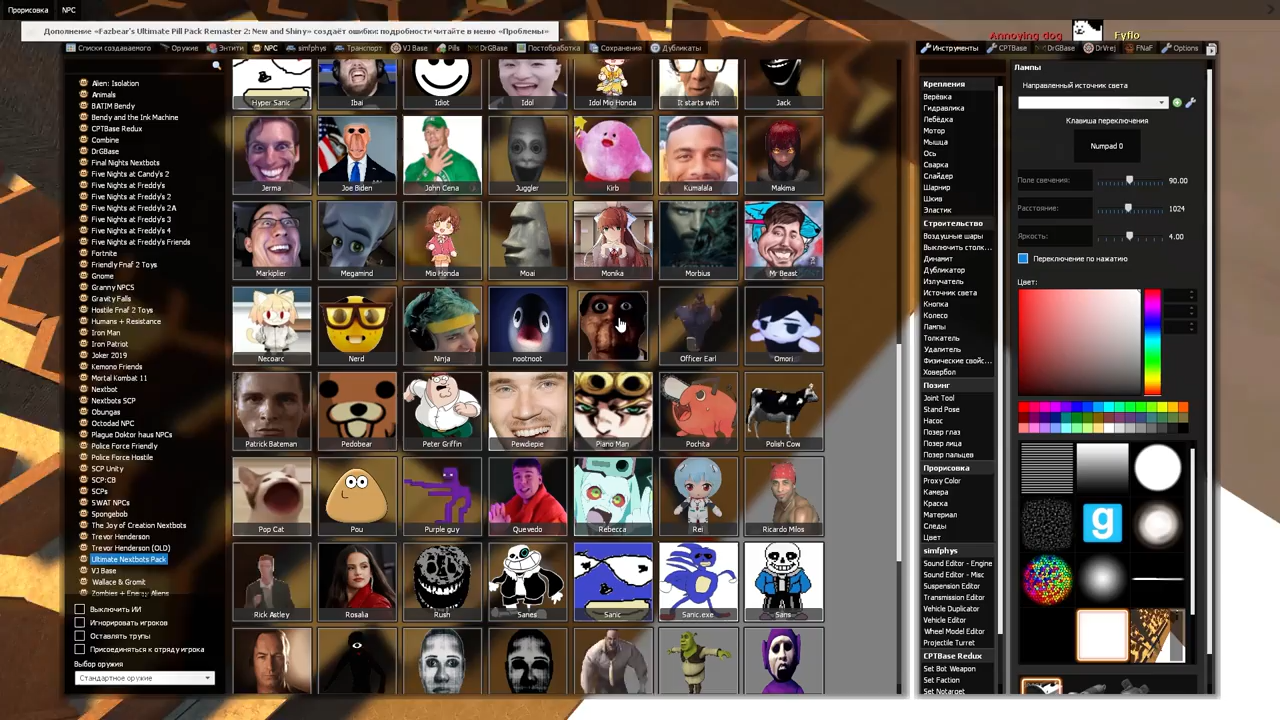 Прорисовка NPC
Дополнение «Fazbear's Ultimate Pill Pack Remaster 2: New and Shiny» создаёт ошибки: подробности читайте в меню «Проблемы»
Annoying dog
Fyflo
Списки создаваемого Оружие Энтити NPC simfphys Транспорт VJ Base Pills DrGBase Постобработка Сохранения Дубликаты
Alien: Isolation
Animals
BATIM Bendy
Bendy and the Ink Machine
CPTBase Redux
Combine
DrGBase
Final Nights Nextbots
Five Nights at Candy's 2
Five Nights at Freddy's
Five Nights at Freddy's 2
Five Nights at Freddy's 2A
Five Nights at Freddy's 3
Five Nights at Freddy's 4
Five Nights at Freddy's Friends
Fortnite
Friendly Fnaf 2 Toys
Gnome
Granny NPCS
Gravity Falls
Hostile Fnaf 2 Toys
Humans + Resistance
Iron Man
Iron Patriot
Joker 2019
Kemono Friends
Mortal Kombat 11
Nextbot
Nextbots SCP
Obungas
Octodad NPC
Plague Doktor haus NPCs
Police Force Friendly
Police Force Hostile
SCP Unity
SCP:CB
SCPs
SWAT NPCs
Spongebob
The Joy of Creation Nextbots
Trevor Henderson
Trevor Henderson (OLD)
Ultimate Nextbots Pack
VJ Base
Wallace & Gromit
Zombies + Enemy Aliens
Выключить ИИ
Игнорировать игроков
Оставлять трупы
Присоединяться к отряду игрока
Выбор оружия
Стандартное оружие
Hyper Sanic Ibai Idiot Idol Idol Mio Honda It starts with Jack
Jerma Joe Biden John Cena Juggler Kirb Kumalala Makima
Markiplier Megamind Mio Honda Moai Monika Morbius Mr Beast
Necoarc Nerd Ninja nootnoot Officer Earl Omori
Patrick Bateman Pedobear Peter Griffin Pewdiepie Piano Man Pochita Polish Cow
Pop Cat Pou Purple guy Quevedo Rebecca Rei Ricardo Milos
Rick Astley Rosalia Rush Sanes Sanic Sanic.exe Sans
Инструменты CPTBase DrGBase DrVrej FNaF Options
Крепления
Верёвка
Гидравлика
Лебёдка
Мотор
Мышца
Ось
Сварка
Слайдер
Шарнир
Шкив
Эластик
Строительство
Воздушные шары
Выключить столк...
Динамит
Дубликатор
Излучатель
Источник света
Кнопка
Колесо
Лампы
Толкатель
Удалитель
Физические свойс...
Ховербол
Позинг
Joint Tool
Stand Pose
Насос
Позер глаз
Позер лица
Позер пальцев
Прорисовка
Proxy Color
Камера
Краска
Материал
Следы
Цвет
simfphys
Sound Editor - Engine
Sound Editor - Misc
Suspension Editor
Transmission Editor
Vehicle Duplicator
Vehicle Editor
Wheel Model Editor
Projectile Turret
CPTBase Redux
Set Bot Weapon
Set Faction
Set Notarget
Лампы
Направленный источник света
Клавиша переключения
Numpad 0
Поле свечения: 90.00
Расстояние: 1024
Яркость: 4.00
Переключение по нажатию
Цвет:
g